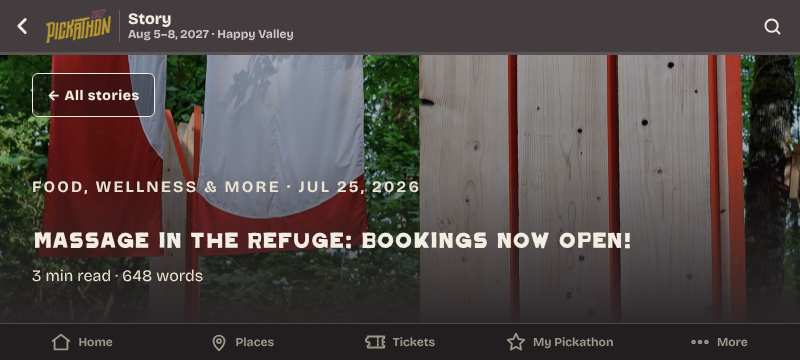 PICKATHON
Story
Aug 5–8, 2027 · Happy Valley
← All stories
FOOD, WELLNESS & MORE · JUL 25, 2026
MASSAGE IN THE REFUGE: BOOKINGS NOW OPEN!
3 min read · 648 words
Home
Places
Tickets
My Pickathon
More